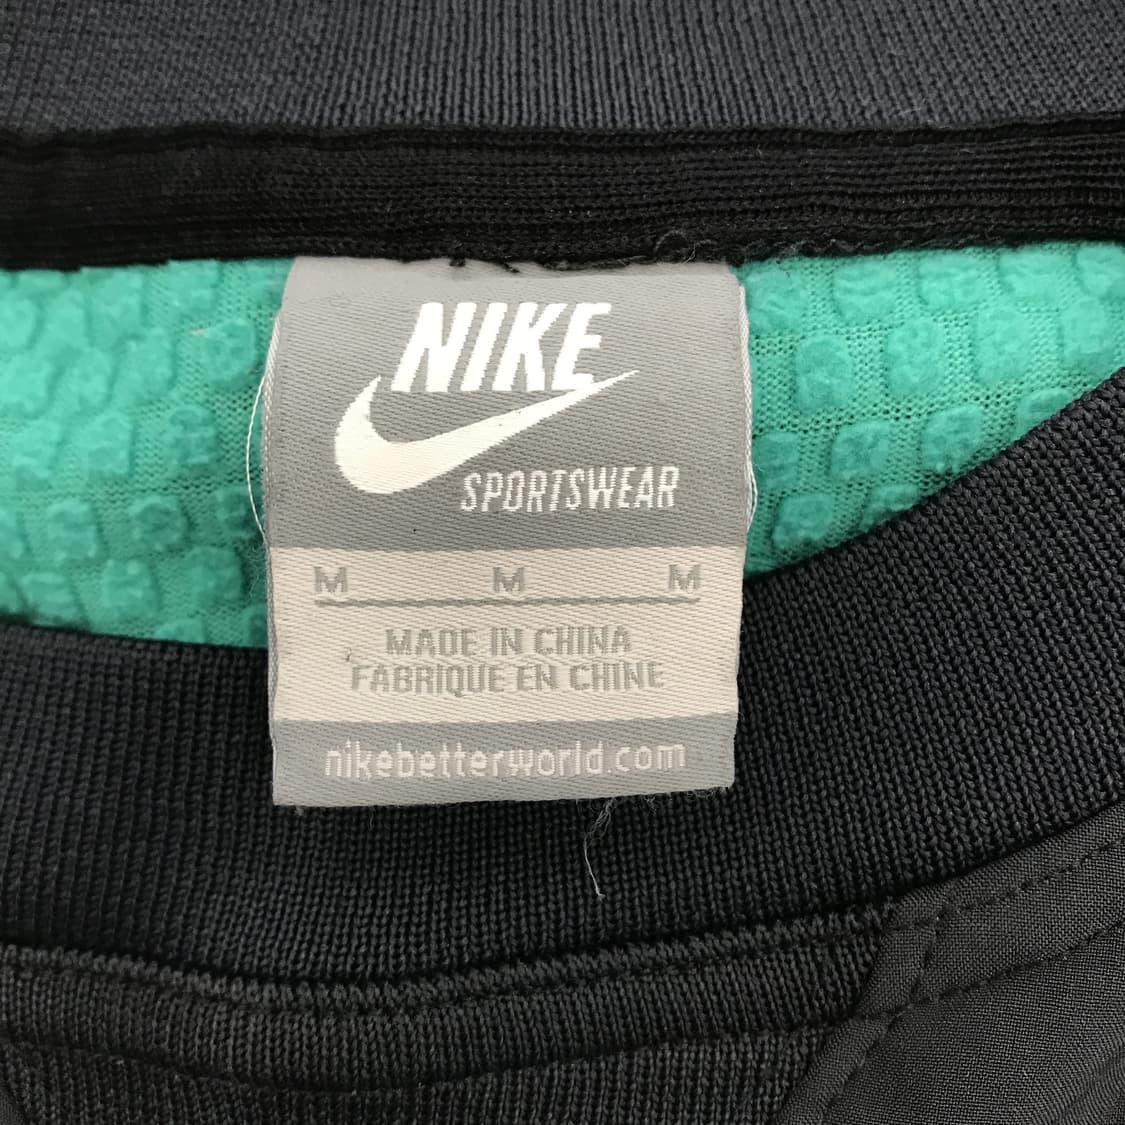 NIKE
SPORTSWEAR
M M M
MADE IN CHINA
FABRIQUE EN CHINE
nikebetterworld.com